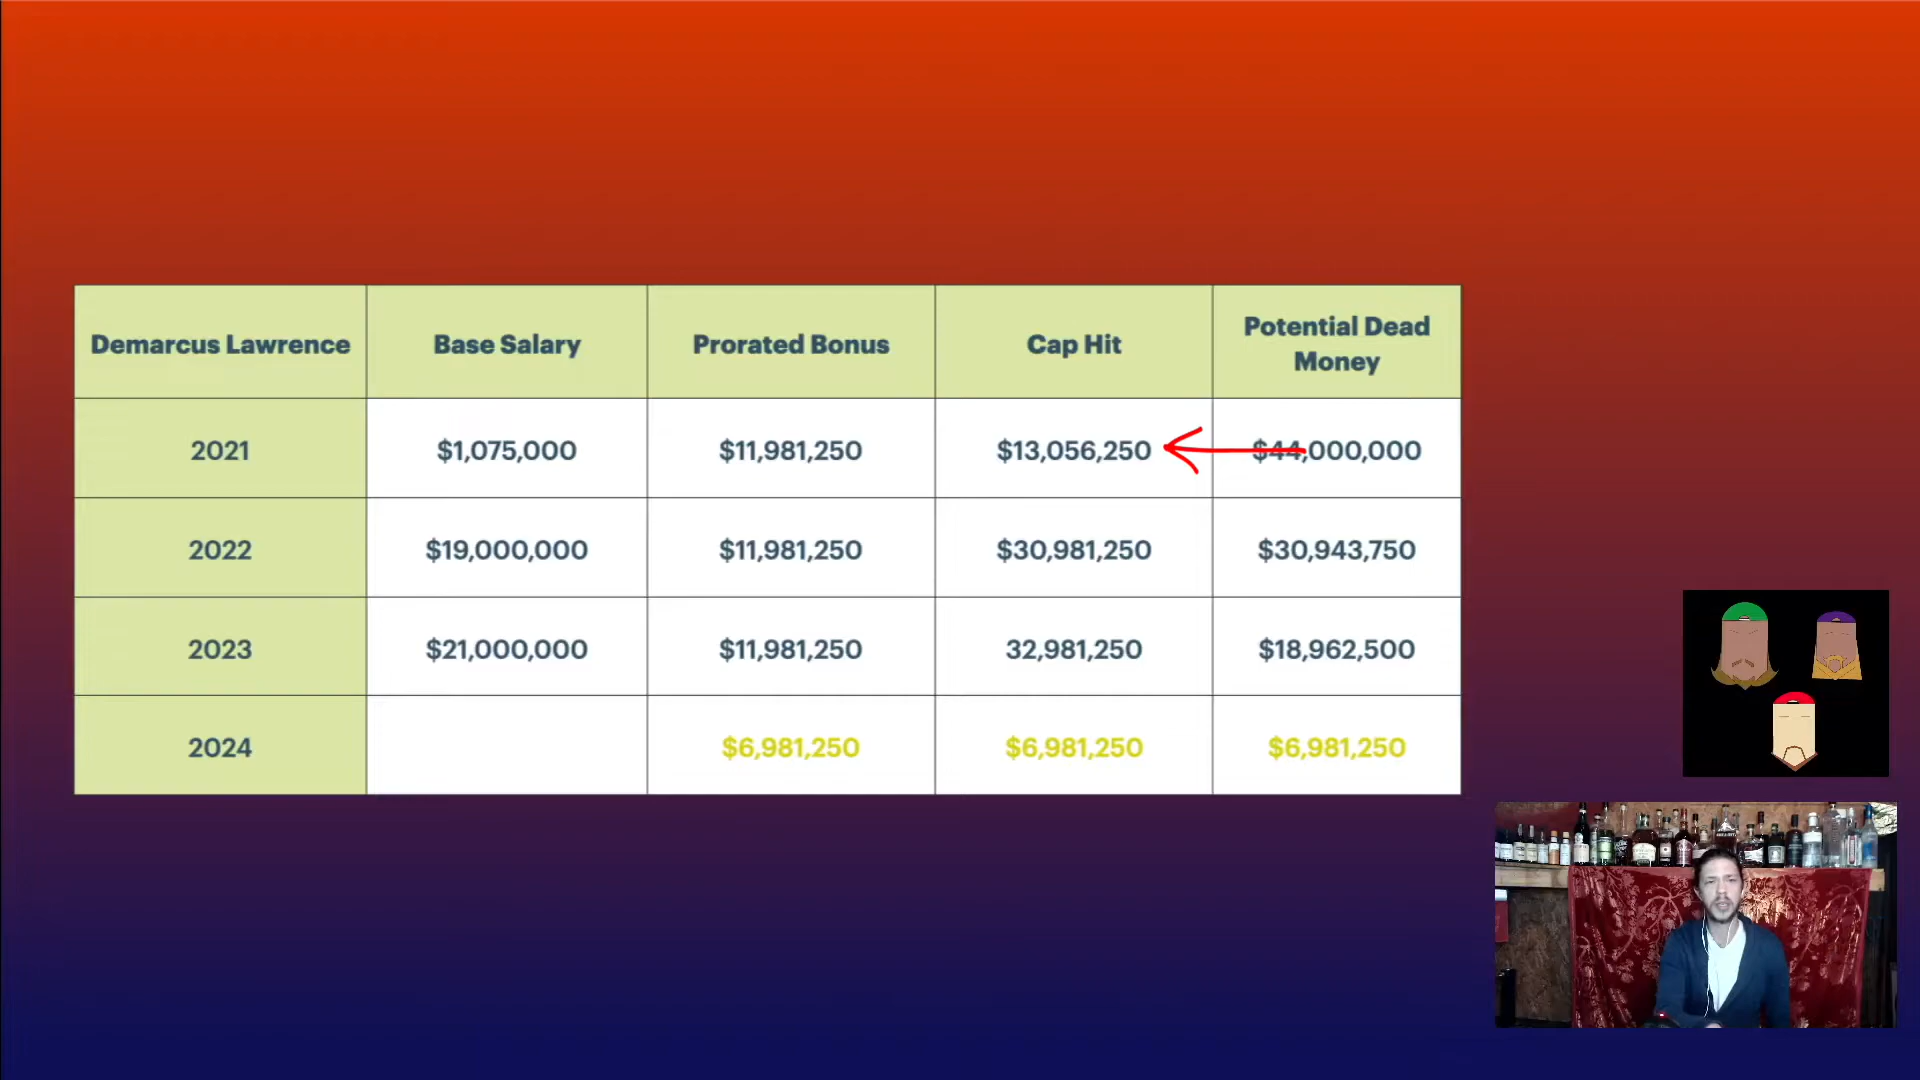 Demarcus Lawrence Base Salary Prorated Bonus Cap Hit Potential Dead
Money
2021 $1,075,000 $11,981,250 $13,056,250 $44,000,000
2022 $19,000,000 $11,981,250 $30,981,250 $30,943,750
2023 $21,000,000 $11,981,250 32,981,250 $18,962,500
2024 $6,981,250 $6,981,250 $6,981,250